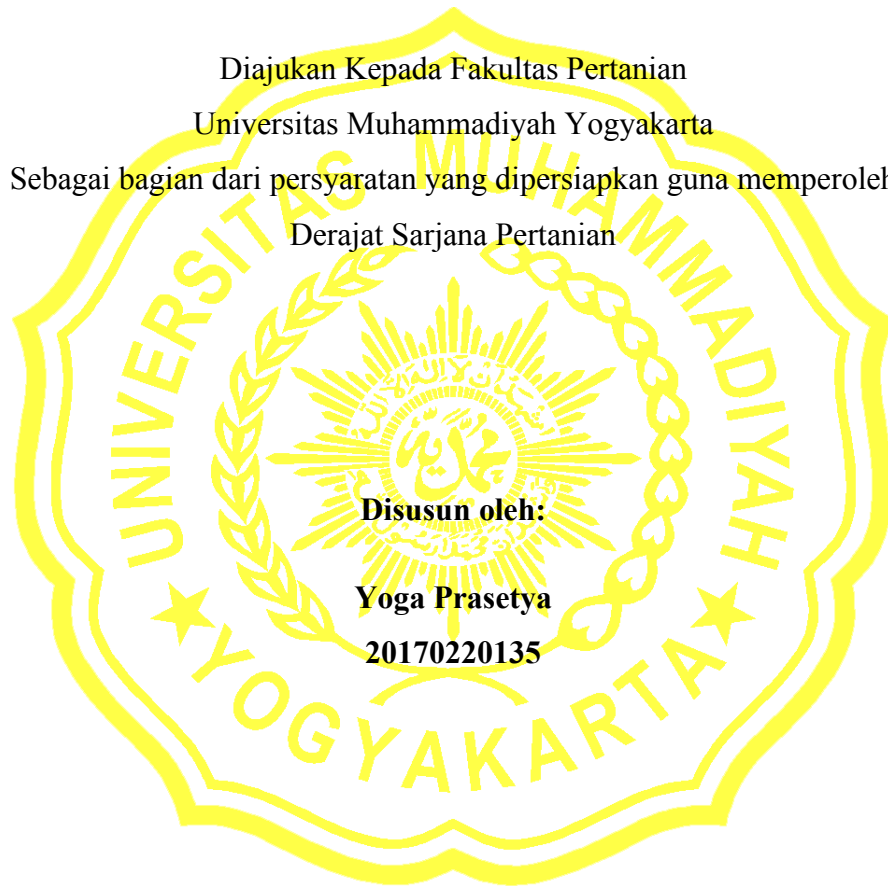 Diajukan Kepada Fakultas Pertanian
Universitas Muhammadiyah Yogyakarta
Sebagai bagian dari persyaratan yang dipersiapkan guna memperoleh
Derajat Sarjana Pertanian
UNIVERSITAS MUHAMMADIYAH
Disusun oleh:
Yoga Prasetya
20170220135
YOGYAKARTA